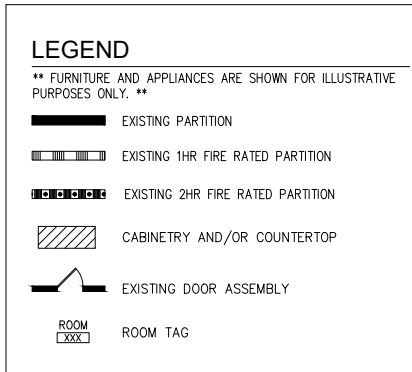 LEGEND
** FURNITURE AND APPLIANCES ARE SHOWN FOR ILLUSTRATIVE
PURPOSES ONLY. **
EXISTING PARTITION
EXISTING 1HR FIRE RATED PARTITION
EXISTING 2HR FIRE RATED PARTITION
CABINETRY AND/OR COUNTERTOP
EXISTING DOOR ASSEMBLY
ROOM
XXX
ROOM TAG